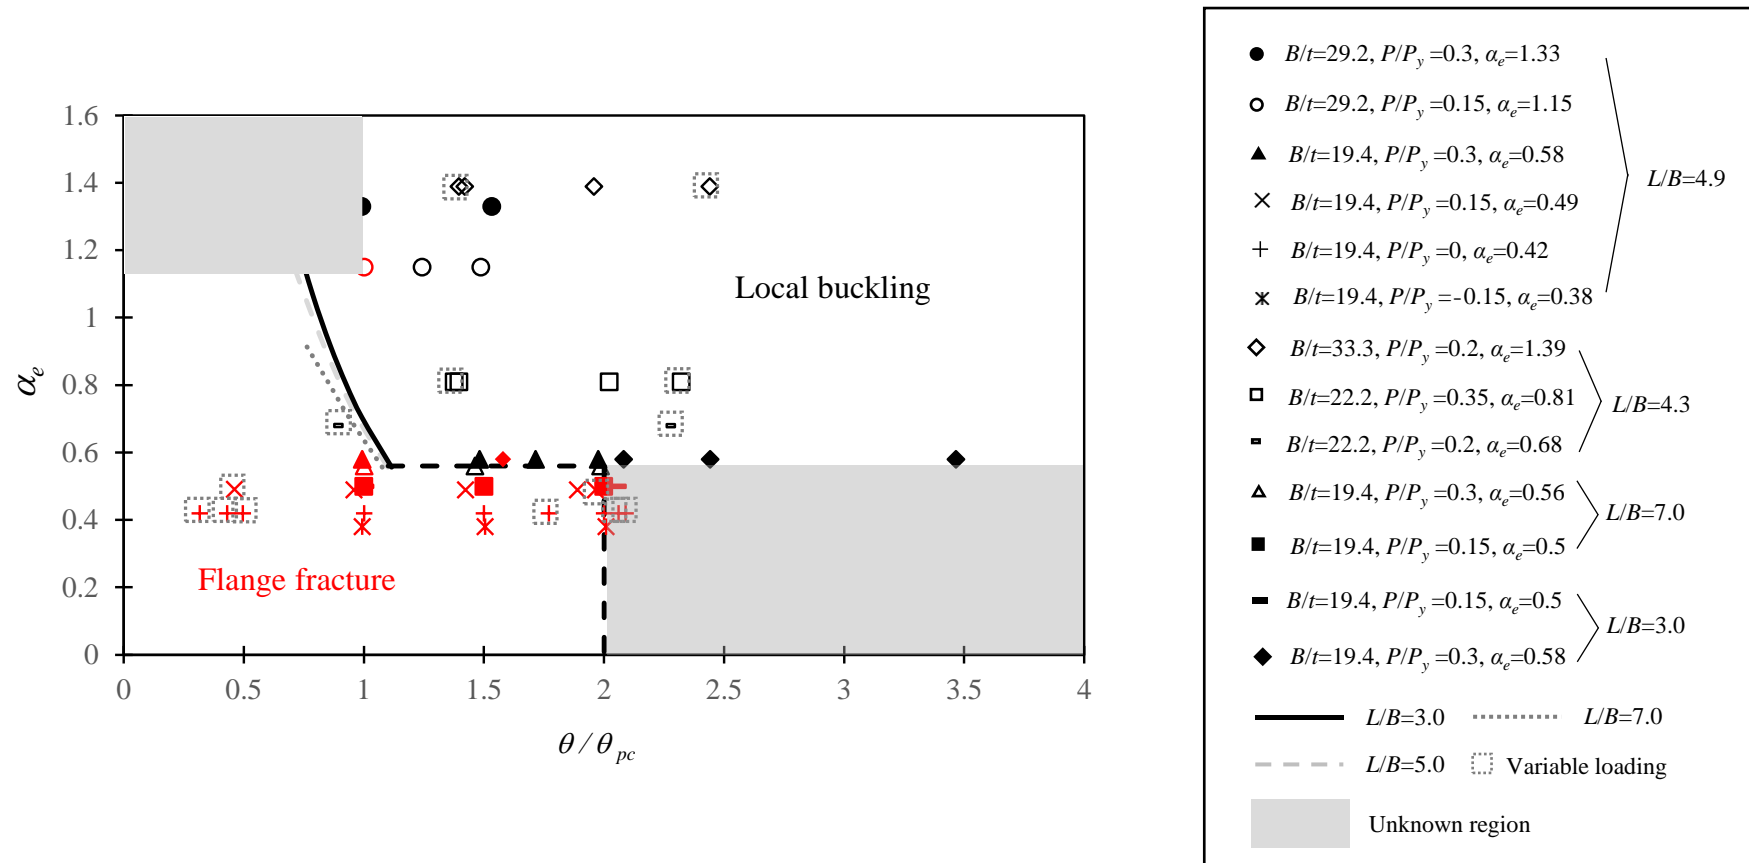 1.6
1.4
1.2
1
0.8
0.6
0.4
0.2
0
αe
Local buckling
Flange fracture
0 0.5 1 1.5 2 2.5 3 3.5 4
θ / θpc
B/t=29.2, P/Py =0.3, αe=1.33
B/t=29.2, P/Py =0.15, αe=1.15
B/t=19.4, P/Py =0.3, αe=0.58
B/t=19.4, P/Py =0.15, αe=0.49
B/t=19.4, P/Py =0, αe=0.42
B/t=19.4, P/Py =-0.15, αe=0.38
L/B=4.9
B/t=33.3, P/Py =0.2, αe=1.39
B/t=22.2, P/Py =0.35, αe=0.81
B/t=22.2, P/Py =0.2, αe=0.68
L/B=4.3
B/t=19.4, P/Py =0.3, αe=0.56
B/t=19.4, P/Py =0.15, αe=0.5
L/B=7.0
B/t=19.4, P/Py =0.15, αe=0.5
B/t=19.4, P/Py =0.3, αe=0.58
L/B=3.0
L/B=3.0 L/B=7.0
L/B=5.0 Variable loading
Unknown region